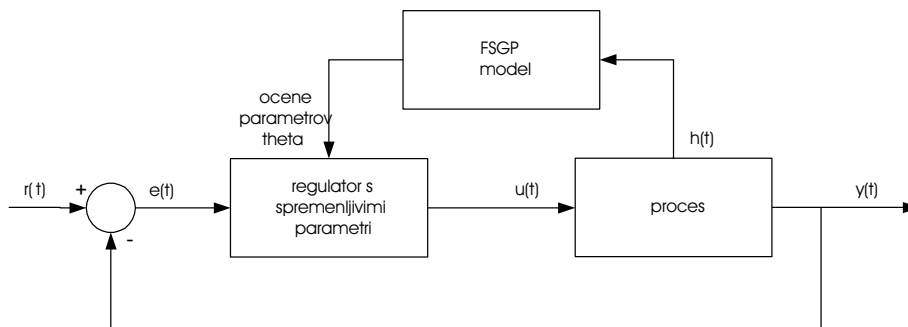 FSGP
model
ocene
parametrov
theta
h(t)
r(t)
+
e(t)
-
regulator s
spremenljivimi
parametri
u(t)
proces
y(t)